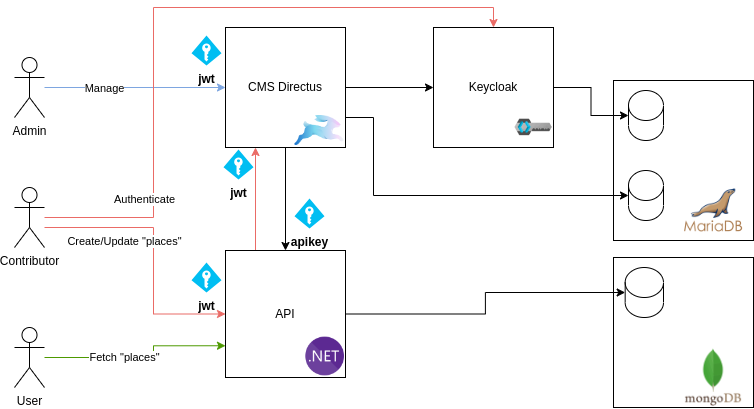 jwt
CMS Directus
Keycloak
Manage
Admin
jwt
Authenticate
MariaDB
Create/Update "places"
apikey
Contributor
jwt
API
.NET
Fetch "places"
User
mongoDB